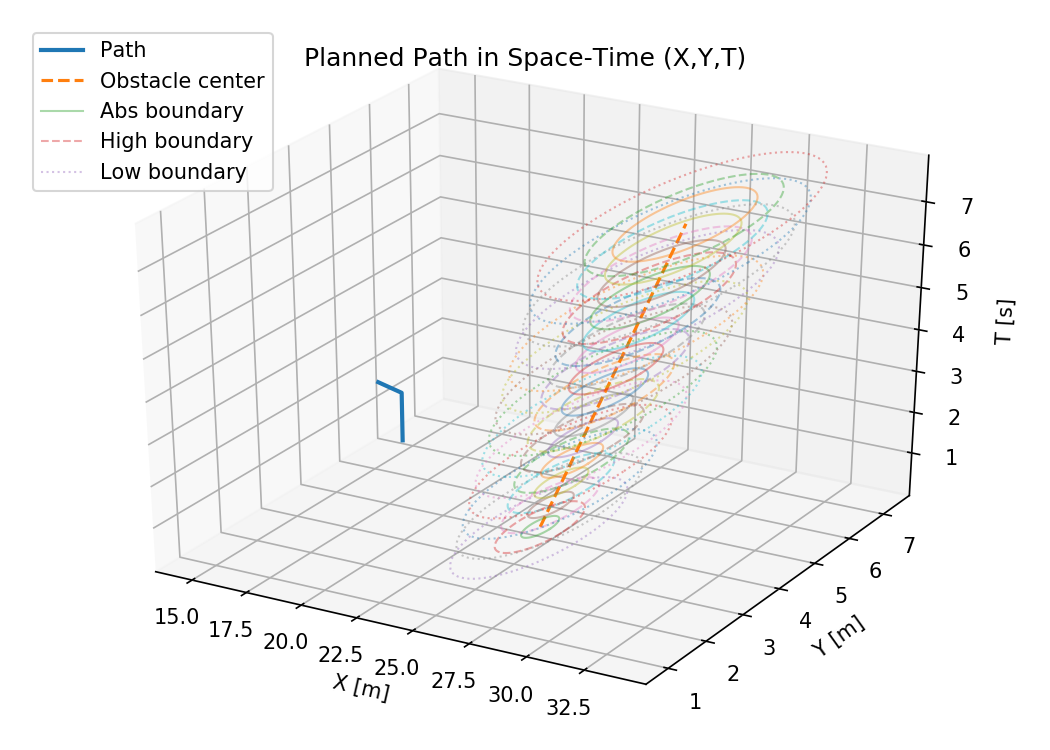 Planned Path in Space-Time (X,Y,T)
Path
Obstacle center
Abs boundary
High boundary
Low boundary
7
6
5
4
3
2
1
T [s]
7
6
5
4
3
2
1
Y [m]
15.0
17.5
20.0
22.5
25.0
27.5
30.0
32.5
X [m]